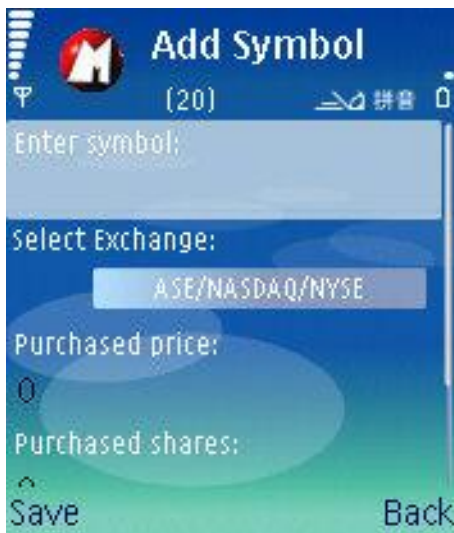 M
Add Symbol
(20) 拼音
Enter symbol:
Select Exchange:
ASE/NASDAQ/NYSE
Purchased price:
0
Purchased shares:
Save Back